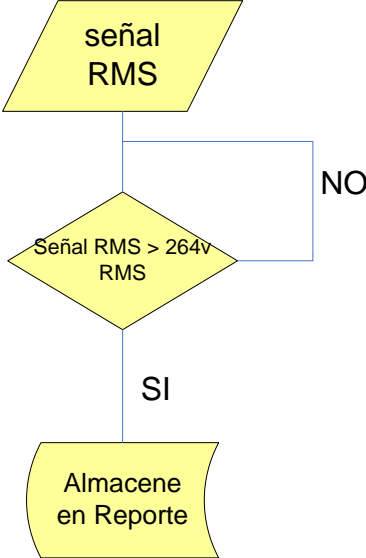 señal
RMS
NO
Señal RMS > 264v
RMS
SI
Almacene
en Reporte